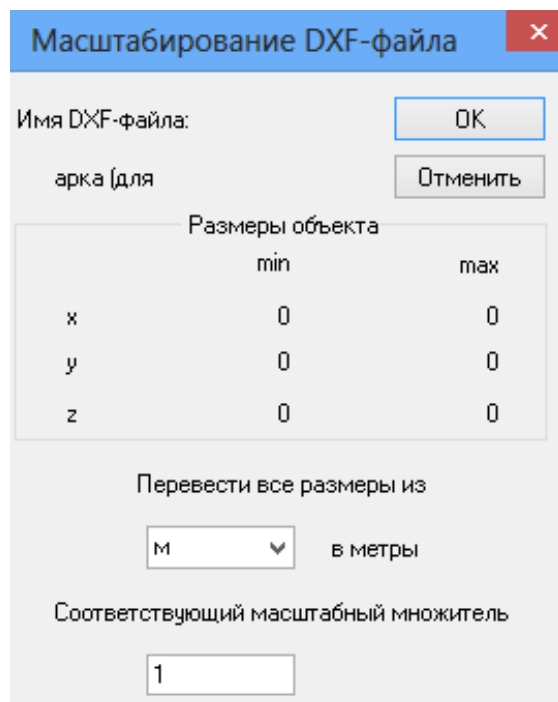 Масштабирование DXF-файла
Имя DXF-файла:
ОК
арка (для
Отменить
Размеры объекта
min max
x 0 0
y 0 0
z 0 0
Перевести все размеры из
м в метры
Соответствующий масштабный множитель
1